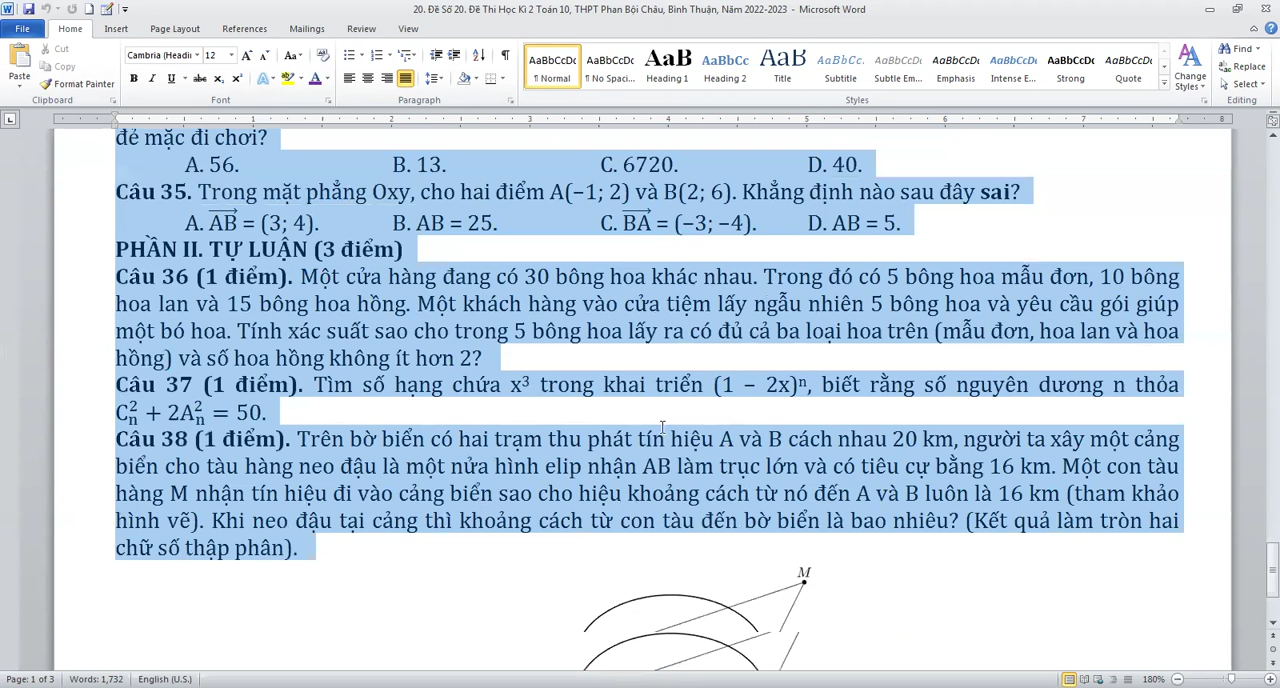 20. Đề Số 20. Đề Thi Học Kì 2 Toán 10, THPT Phan Bội Châu, Bình Thuận, Năm 2022-2023 - Microsoft Word
File Home Insert Page Layout References Mailings Review View
Paste
Cut
Copy
Format Painter
Clipboard
Cambria (Headi 12
Font
Paragraph
AaBbCcDc AaBbCcDc AaB AaBbCc AaB AaBbCc. AaBbCcDc AaBbCcDc AaBbCcDc AaBbCcDc AaBbCcDc
¶ Normal ¶ No Spaci... Heading 1 Heading 2 Title Subtitle Subtle Em... Emphasis Intense E... Strong Quote
Styles
Change Styles
Find
Replace
Select
Editing
1 2 3 4 5 6 7 8
đẻ mặc đi chơi?
A. 56. B. 13. C. 6720. D. 40.
Câu 35. Trong mặt phẳng Oxy, cho hai điểm A(−1; 2) và B(2; 6). Khẳng định nào sau đây sai?
A. AB⃗ = (3; 4). B. AB = 25. C. BA⃗ = (−3; −4). D. AB = 5.
PHẦN II. TỰ LUẬN (3 điểm)
Câu 36 (1 điểm). Một cửa hàng đang có 30 bông hoa khác nhau. Trong đó có 5 bông hoa mẫu đơn, 10 bông
hoa lan và 15 bông hoa hồng. Một khách hàng vào cửa tiệm lấy ngẫu nhiên 5 bông hoa và yêu cầu gói giúp
một bó hoa. Tính xác suất sao cho trong 5 bông hoa lấy ra có đủ cả ba loại hoa trên (mẫu đơn, hoa lan và hoa
hồng) và số hoa hồng không ít hơn 2?
Câu 37 (1 điểm). Tìm số hạng chứa x³ trong khai triển (1 – 2x)ⁿ, biết rằng số nguyên dương n thỏa
C²ₙ + 2A²ₙ = 50.
Câu 38 (1 điểm). Trên bờ biển có hai trạm thu phát tín hiệu A và B cách nhau 20 km, người ta xây một cảng
biển cho tàu hàng neo đậu là một nửa hình elip nhận AB làm trục lớn và có tiêu cự bằng 16 km. Một con tàu
hàng M nhận tín hiệu đi vào cảng biển sao cho hiệu khoảng cách từ nó đến A và B luôn là 16 km (tham khảo
hình vẽ). Khi neo đậu tại cảng thì khoảng cách từ con tàu đến bờ biển là bao nhiêu? (Kết quả làm tròn hai
chữ số thập phân).
M
Page: 1 of 3 Words: 1,732 English (U.S.) 180%